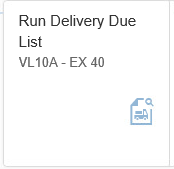 Run Delivery Due
List
VL10A - EX 40